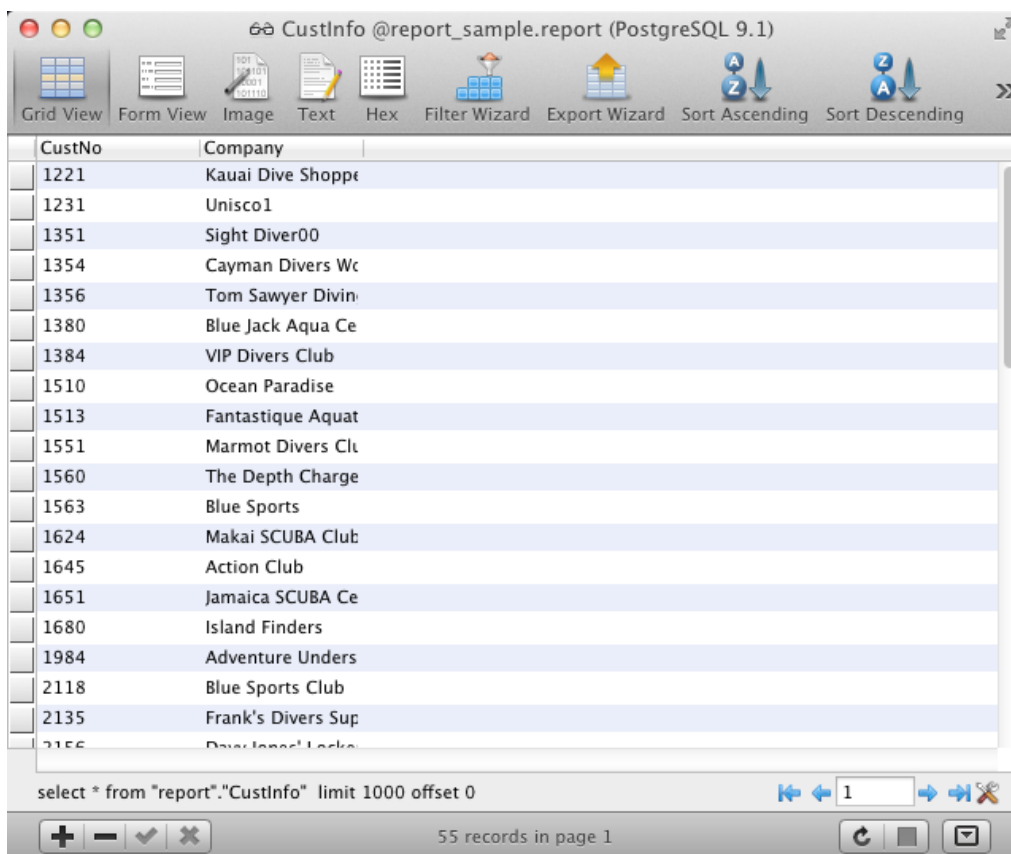 CustInfo @report_sample.report (PostgreSQL 9.1)
Grid View Form View Image Text Hex Filter Wizard Export Wizard Sort Ascending Sort Descending
CustNo Company
1221 Kauai Dive Shoppe
1231 Unisco1
1351 Sight Diver00
1354 Cayman Divers
1356 Tom Sawyer
1380 Blue Jack Aqua Ce
1384 VIP Divers Club
1510 Ocean Paradise
1513 Fantastique Aquat
1551 Marmot Divers
1560 The Depth Charge
1563 Blue Sports
1624 Makai SCUBA Club
1645 Action Club
1651 Jamaica SCUBA Ce
1680 Island Finders
1984 Adventure Unders
2118 Blue Sports Club
2135 Frank's Divers Sup
select * from "report"."CustInfo" limit 1000 offset 0 1
55 records in page 1